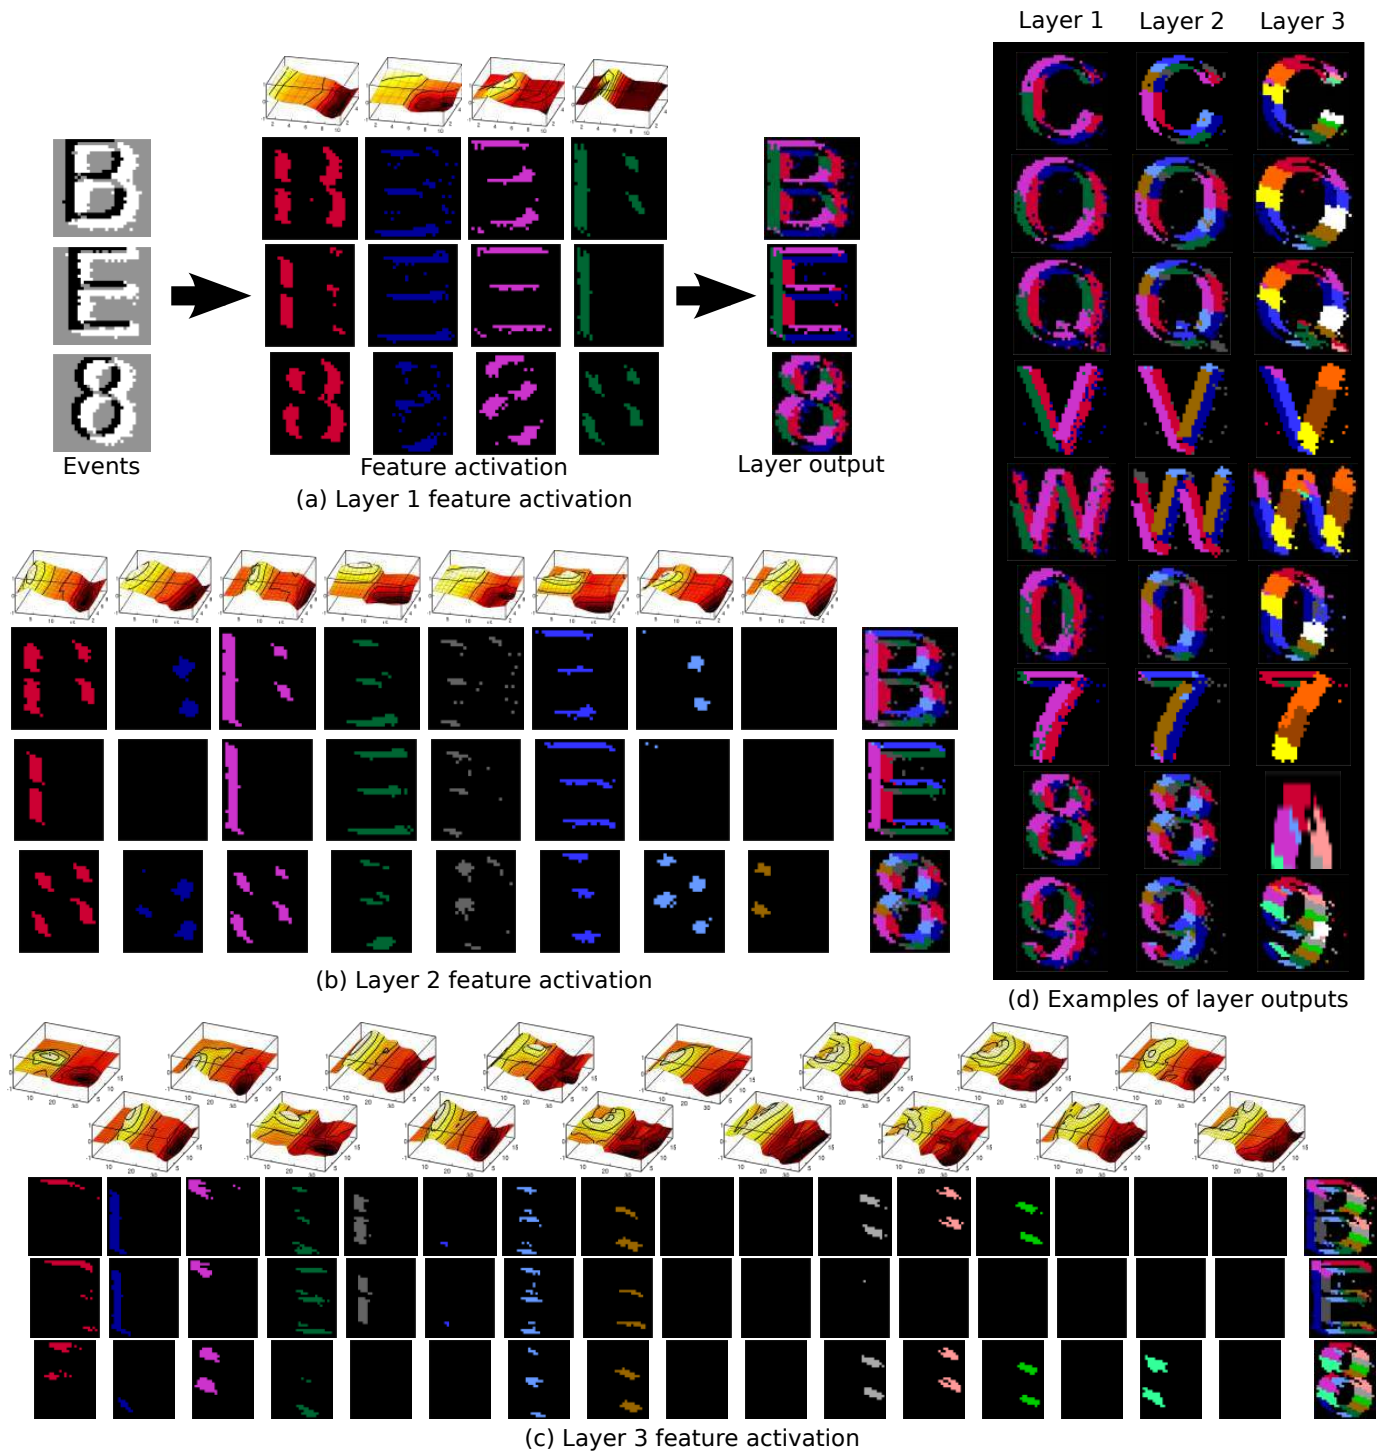 Layer 1 Layer 2 Layer 3
Events
Feature activation
Layer output
(a) Layer 1 feature activation
(b) Layer 2 feature activation
(d) Examples of layer outputs
(c) Layer 3 feature activation